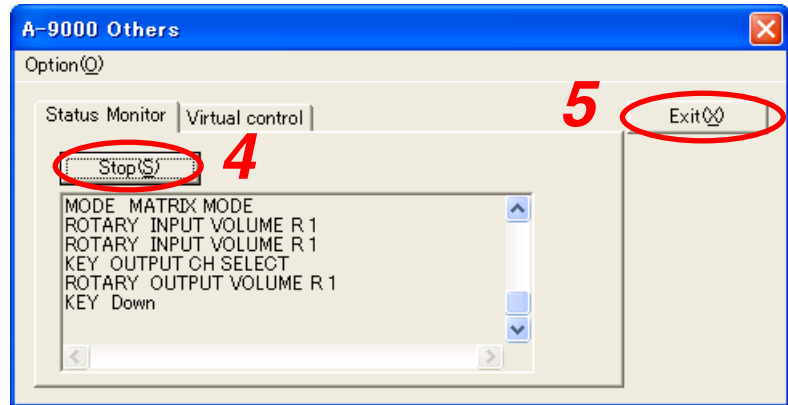 A-9000 Others
Option(O)
Status Monitor
Virtual control
5
Exit(X)
Stop(S)
4
MODE MATRIX MODE
ROTARY INPUT VOLUME R 1
ROTARY INPUT VOLUME R 1
KEY OUTPUT CH SELECT
ROTARY OUTPUT VOLUME R 1
KEY Down